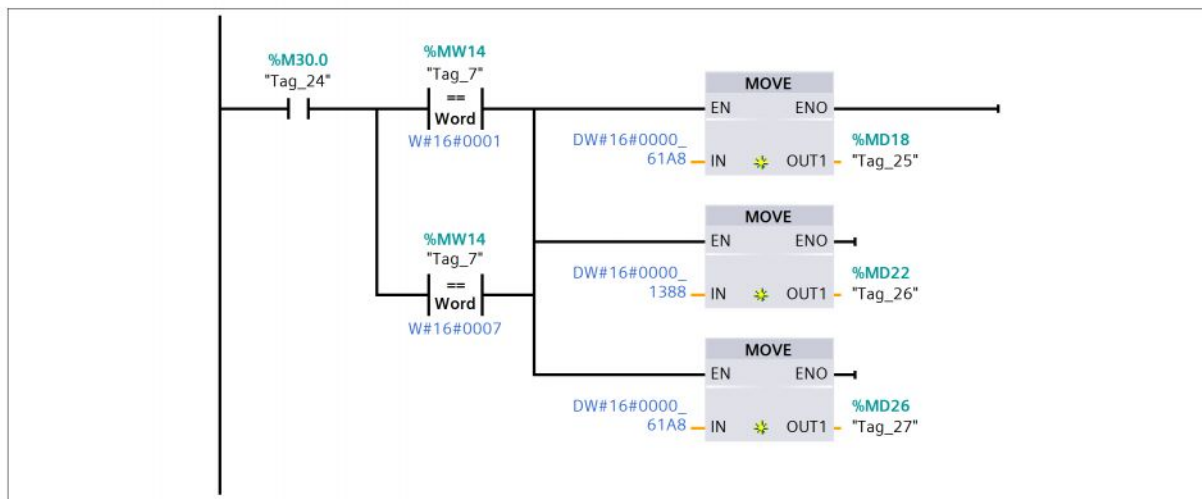 %M30.0
"Tag_24"
%MW14
"Tag_7"
==
Word
W#16#0001
MOVE
EN ENO
DW#16#0000_
61A8 IN OUT1
%MD18
"Tag_25"
%MW14
"Tag_7"
==
Word
W#16#0007
MOVE
EN ENO
DW#16#0000_
1388 IN OUT1
%MD22
"Tag_26"
MOVE
EN ENO
DW#16#0000_
61A8 IN OUT1
%MD26
"Tag_27"